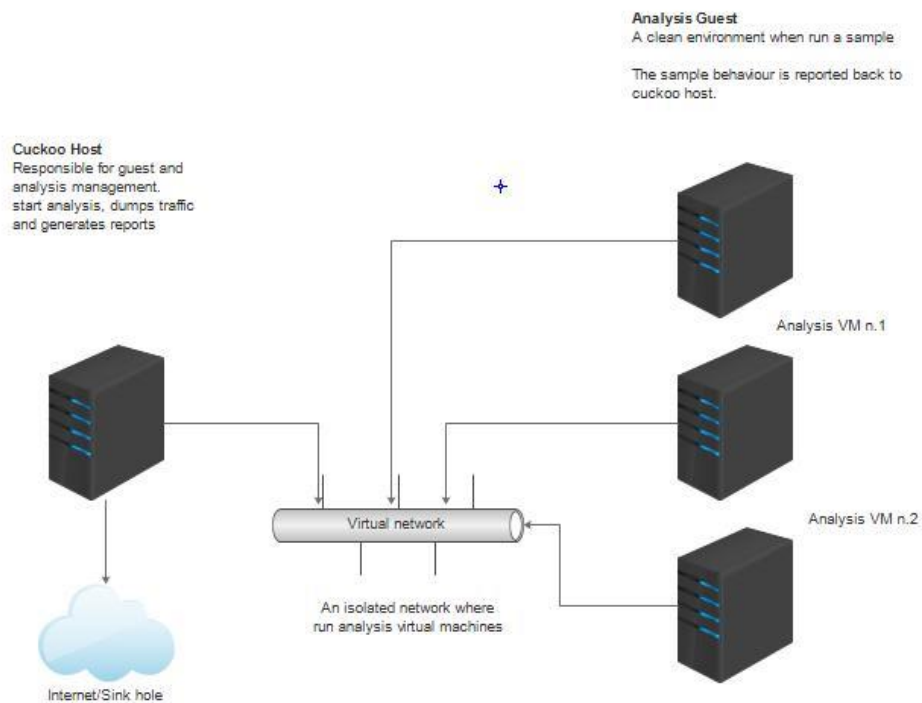 Analysis Guest
A clean environment when run a sample
The sample behaviour is reported back to
cuckoo host.
Cuckoo Host
Responsible for guest and
analysis management.
start analysis, dumps traffic
and generates reports
Analysis VM n.1
Virtual network
Analysis VM n.2
An isolated network where
run analysis virtual machines
Internet/Sink hole